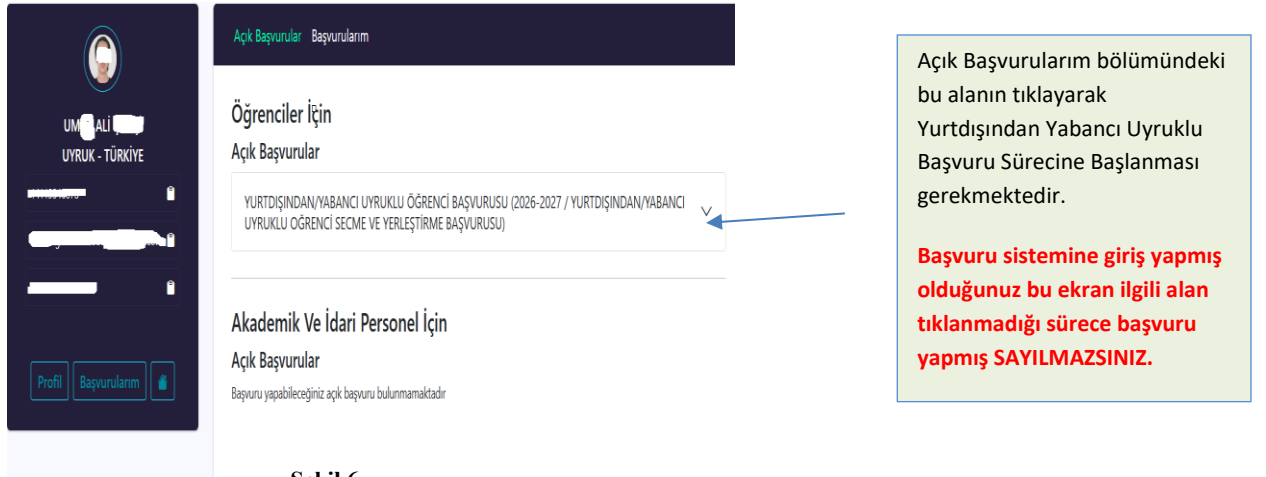 Açık Başvurular Başvurularım
UM ALİ
UYRUK - TÜRKİYE
Profil
Başvurularım
Öğrenciler İçin
Açık Başvurular
YURTDIŞINDAN/YABANCI UYRUKLU ÖĞRENCİ BAŞVURUSU (2026-2027 / YURTDIŞINDAN/YABANCI
UYRUKLU ÖĞRENCİ SECME VE YERLEŞTİRME BAŞVURUSU)
Akademik Ve İdari Personel İçin
Açık Başvurular
Başvuru yapabileceğiniz açık başvuru bulunmamaktadır
Açık Başvurularım bölümündeki
bu alanın tıklayarak
Yurtdışından Yabancı Uyruklu
Başvuru Sürecine Başlanması
gerekmektedir.
Başvuru sistemine giriş yapmış
olduğunuz bu ekran ilgili alan
tıklanmadığı sürece başvuru
yapmış SAYILMAZSINIZ.